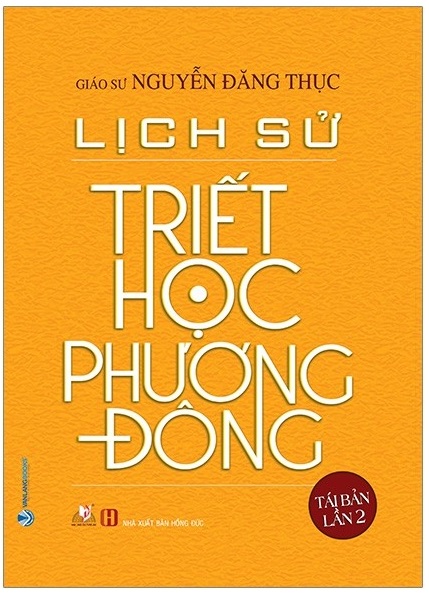 GIÁO SƯ NGUYỄN ĐĂNG THỤC
LỊCH SỬ
TRIẾT
HỌC
PHƯƠNG
ĐÔNG
TÁI BẢN
LẦN 2
VANLANGBOOKS
NHÀ XUẤT BẢN HỒNG ĐỨC